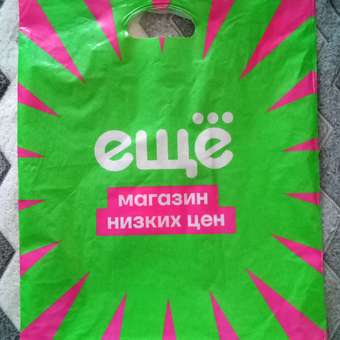 ещё
магазин
низких цен